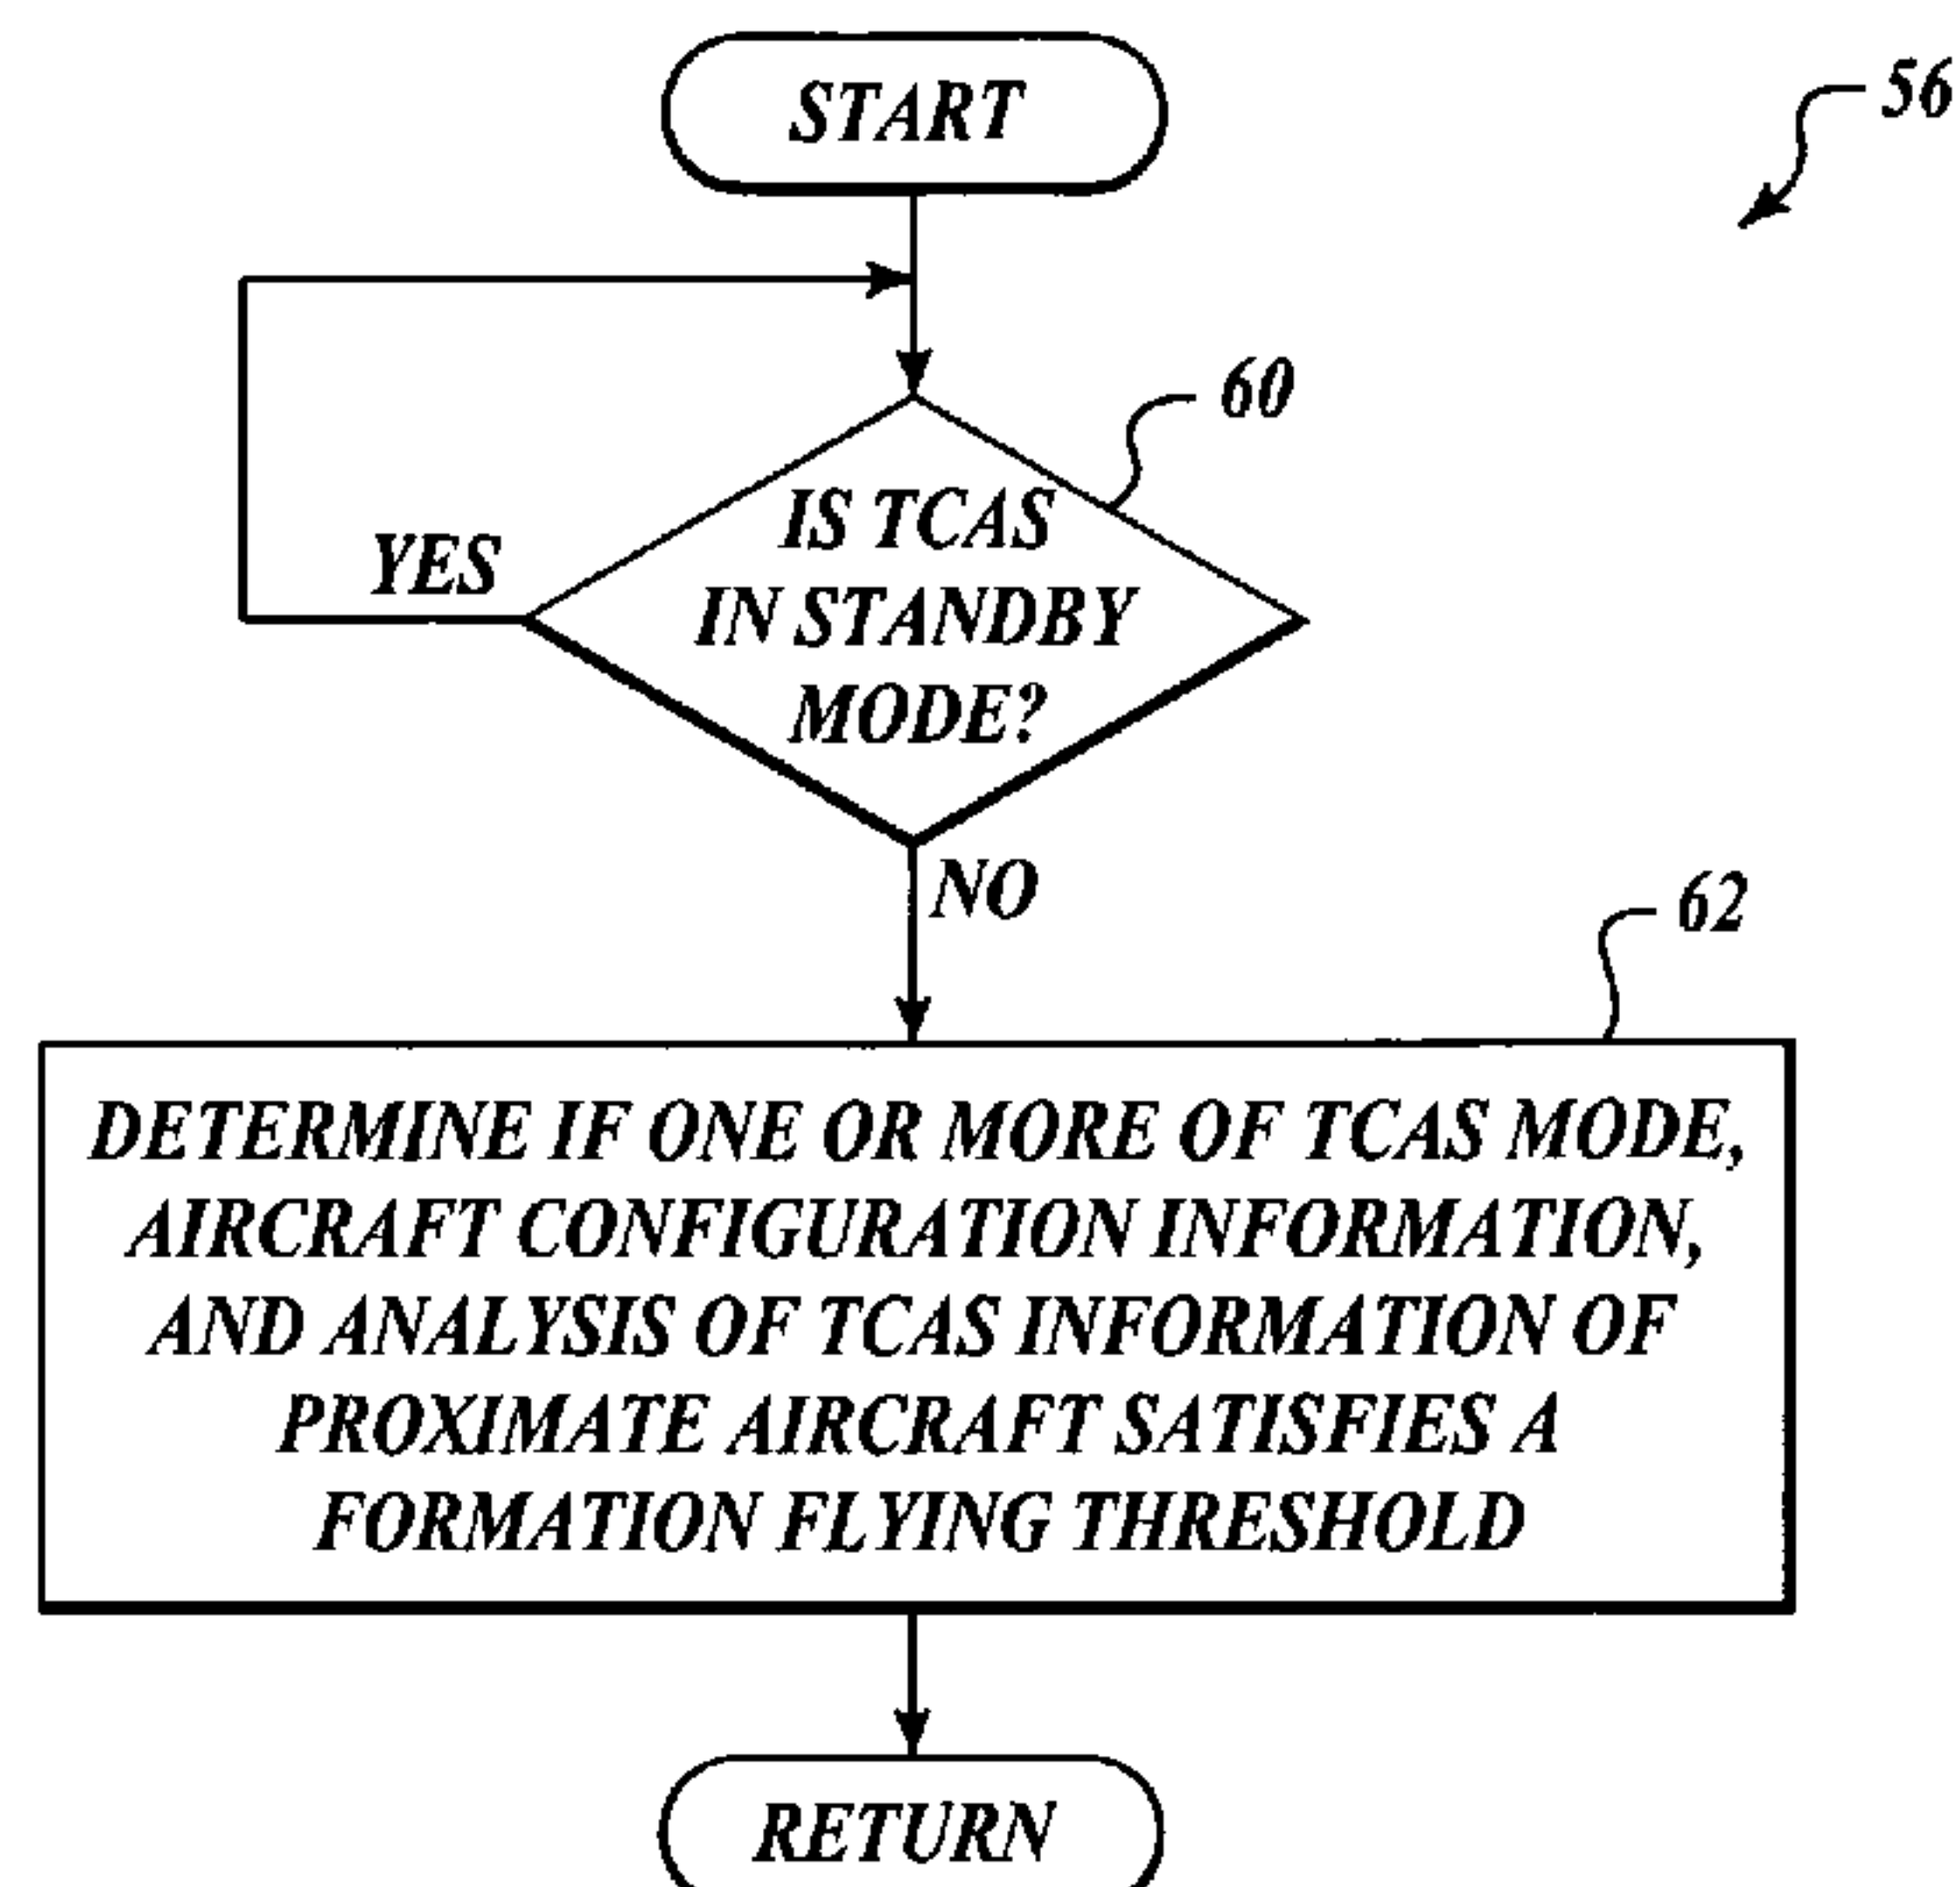 START
56
60
IS TCAS
IN STANDBY
MODE?
YES
NO
62
DETERMINE IF ONE OR MORE OF TCAS MODE,
AIRCRAFT CONFIGURATION INFORMATION,
AND ANALYSIS OF TCAS INFORMATION OF
PROXIMATE AIRCRAFT SATISFIES A
FORMATION FLYING THRESHOLD
RETURN